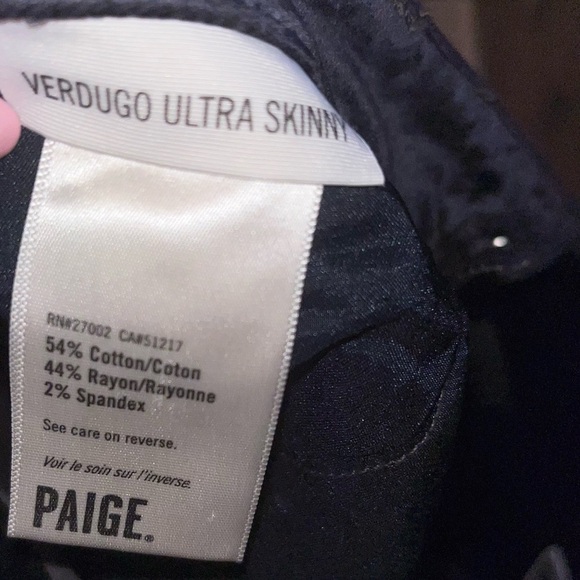 VERDUGO ULTRA SKINNY
RN#27002 CA#51217
54% Cotton/Coton
44% Rayon/Rayonne
2% Spandex
See care on reverse.
Voir le soin sur l'inverse.
PAIGE®